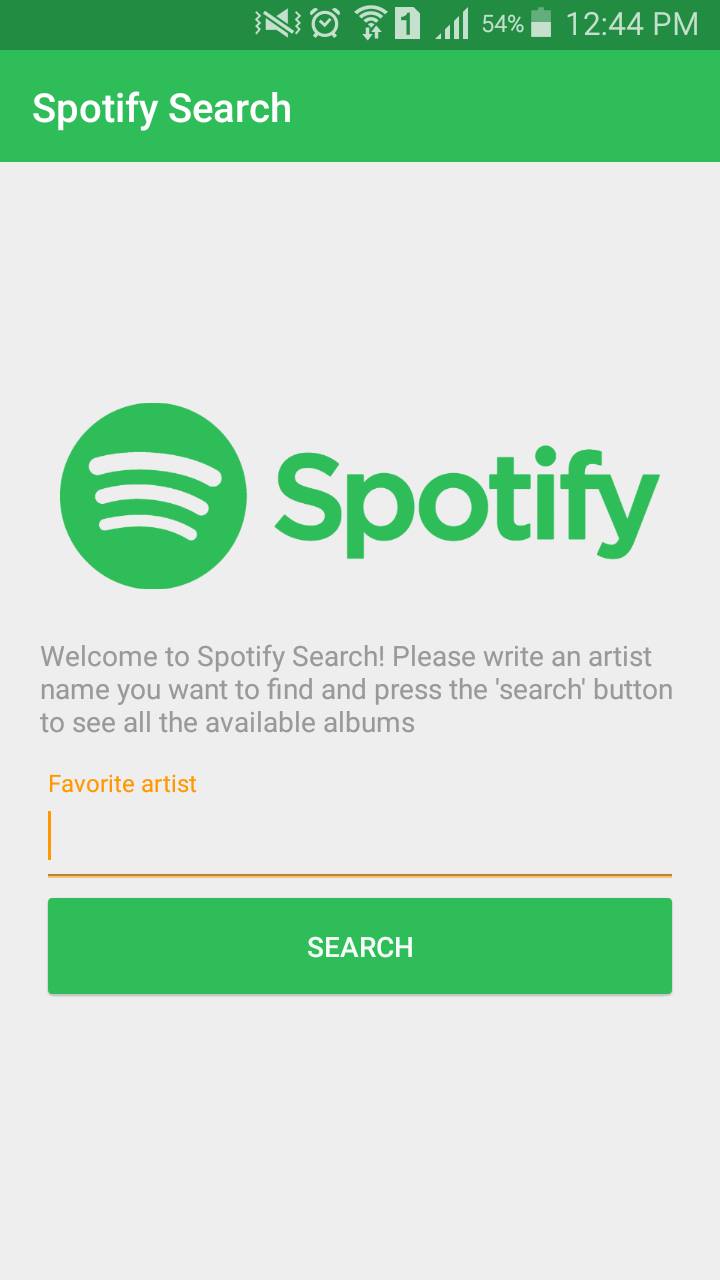 1 54% 12:44 PM
Spotify Search
Spotify
Welcome to Spotify Search! Please write an artist
name you want to find and press the 'search' button
to see all the available albums
Favorite artist
SEARCH